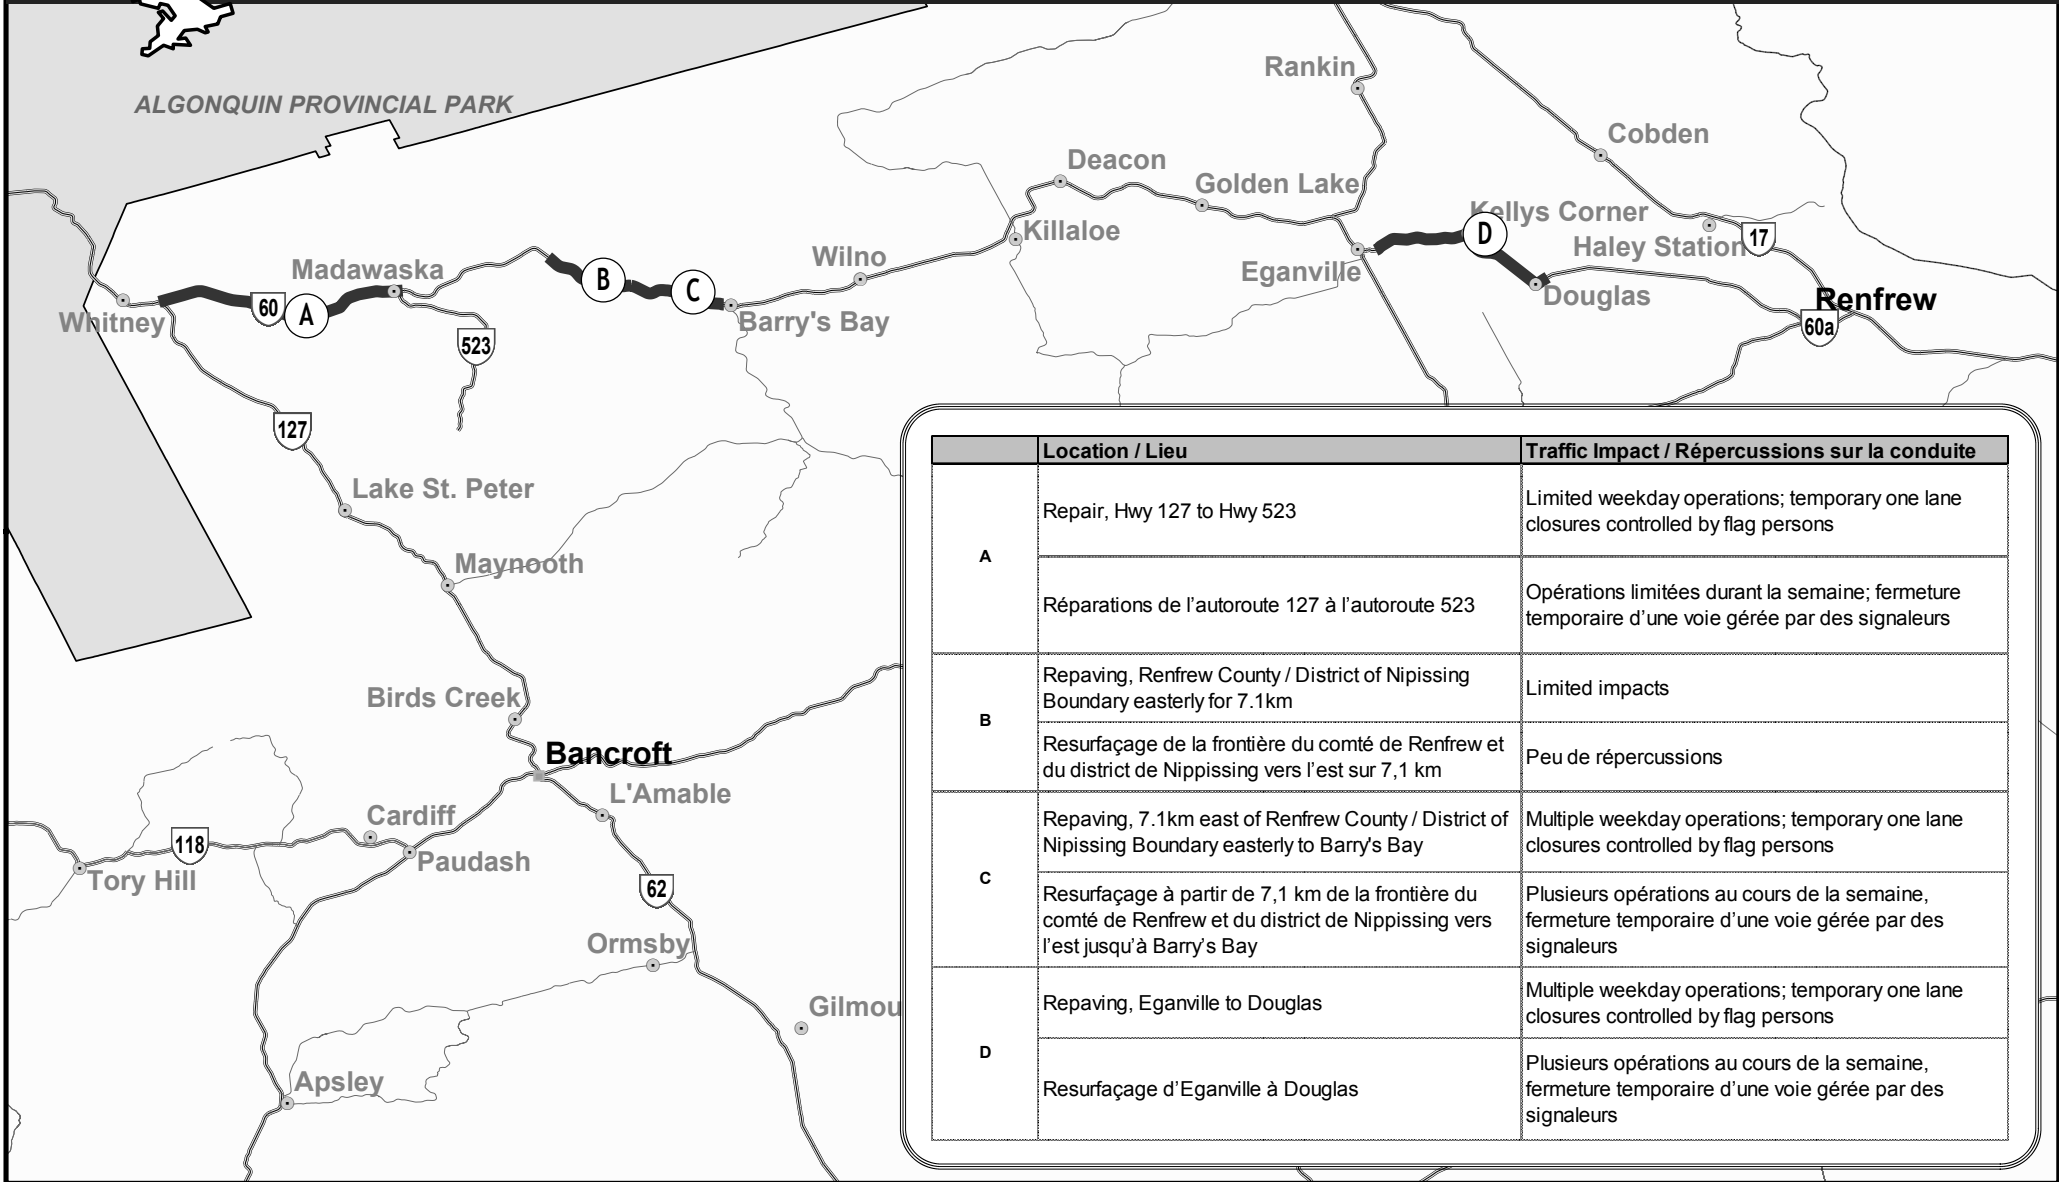 ALGONQUIN PROVINCIAL PARK
Rankin
Cobden
Deacon
Golden Lake
Kellys Corner
Killaloe
D
17
Haley Station
Wilno
Eganville
Madawaska
B
C
Douglas
Renfrew
60
A
Whitney
Barry's Bay
60a
523
127
Lake St. Peter
Maynooth
Birds Creek
Bancroft
L'Amable
Cardiff
118
Paudash
Tory Hill
62
Ormsby
Gilmou
Apsley
Location / Lieu Traffic Impact / Répercussions sur la conduite
A
Repair, Hwy 127 to Hwy 523
Limited weekday operations; temporary one lane
closures controlled by flag persons
Réparations de l’autoroute 127 à l’autoroute 523
Opérations limitées durant la semaine; fermeture
temporaire d’une voie gérée par des signaleurs
B
Repaving, Renfrew County / District of Nipissing
Boundary easterly for 7.1km
Limited impacts
Resurfaçage de la frontière du comté de Renfrew et
du district de Nippissing vers l’est sur 7,1 km
Peu de répercussions
C
Repaving, 7.1km east of Renfrew County / District of
Nipissing Boundary easterly to Barry's Bay
Multiple weekday operations; temporary one lane
closures controlled by flag persons
Resurfaçage à partir de 7,1 km de la frontière du
comté de Renfrew et du district de Nippissing vers
l’est jusqu’à Barry’s Bay
Plusieurs opérations au cours de la semaine,
fermeture temporaire d’une voie gérée par des
signaleurs
D
Repaving, Eganville to Douglas
Multiple weekday operations; temporary one lane
closures controlled by flag persons
Resurfaçage d’Eganville à Douglas
Plusieurs opérations au cours de la semaine,
fermeture temporaire d’une voie gérée par des
signaleurs